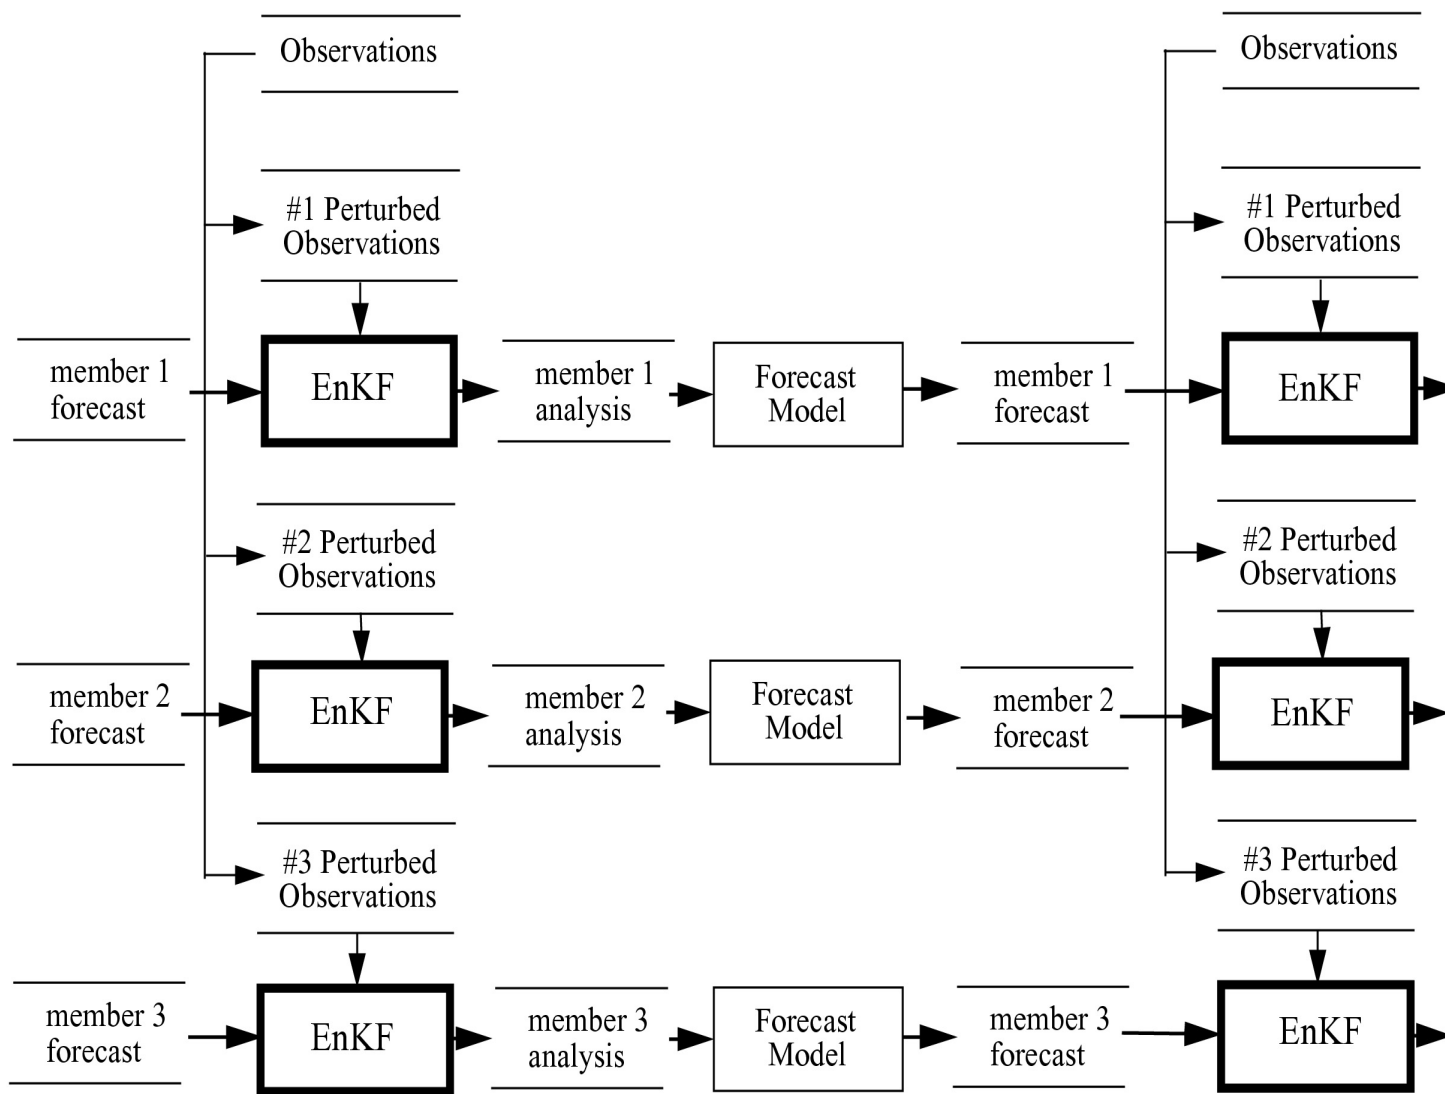 Observations
Observations
#1 Perturbed
Observations
#1 Perturbed
Observations
member 1
forecast
EnKF
member 1
analysis
Forecast
Model
member 1
forecast
EnKF
#2 Perturbed
Observations
#2 Perturbed
Observations
member 2
forecast
EnKF
member 2
analysis
Forecast
Model
member 2
forecast
EnKF
#3 Perturbed
Observations
#3 Perturbed
Observations
member 3
forecast
EnKF
member 3
analysis
Forecast
Model
member 3
forecast
EnKF